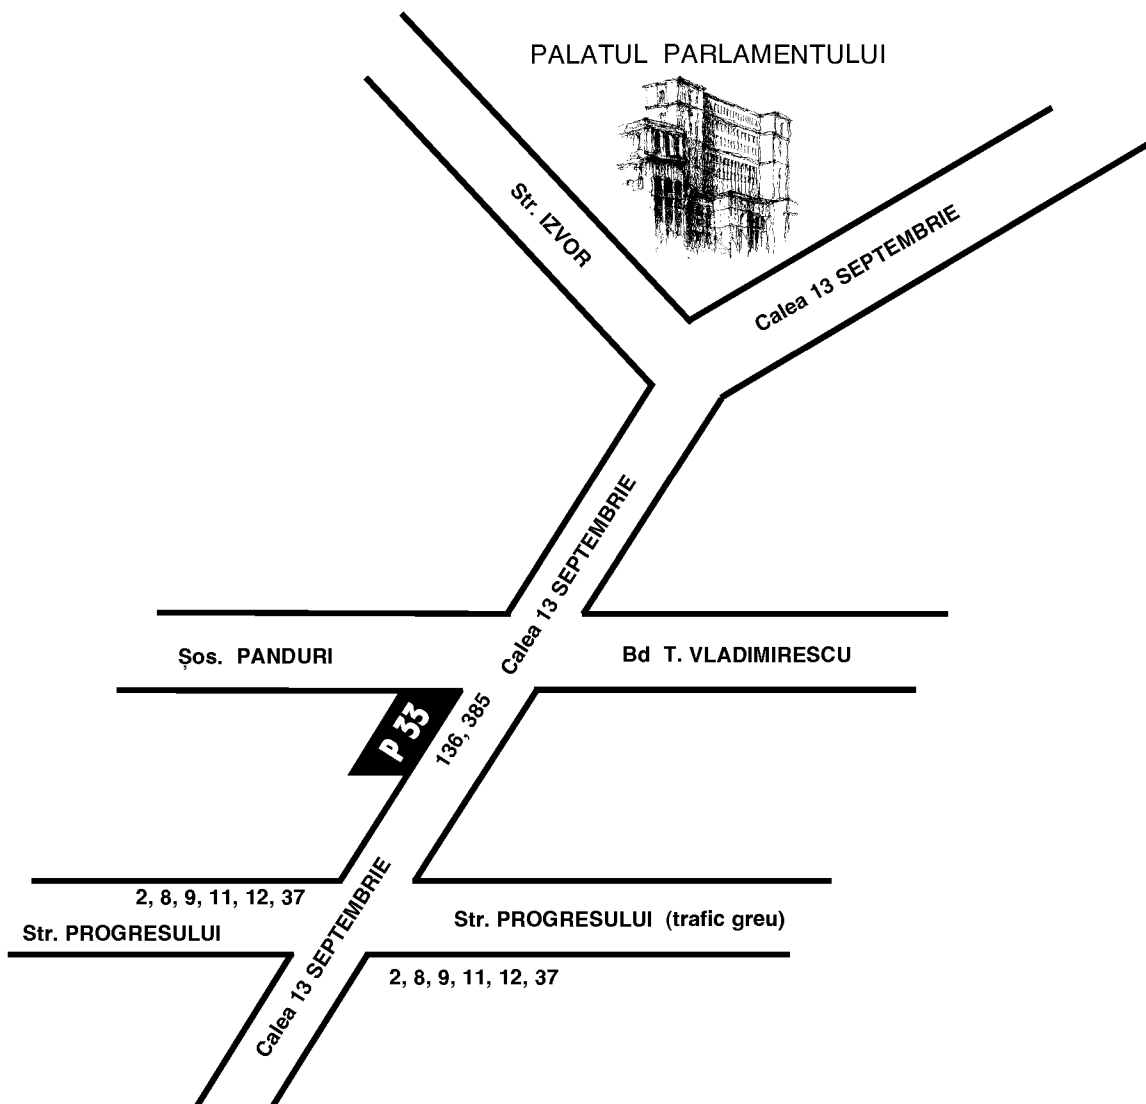 PALATUL PARLAMENTULUI
Str. IZVOR
Calea 13 SEPTEMBRIE
Calea 13 SEPTEMBRIE
Șos. PANDURI
Bd T. VLADIMIRESCU
P 33
136, 385
2, 8, 9, 11, 12, 37
Str. PROGRESULUI
Calea 13 SEPTEMBRIE
Str. PROGRESULUI (trafic greu)
2, 8, 9, 11, 12, 37